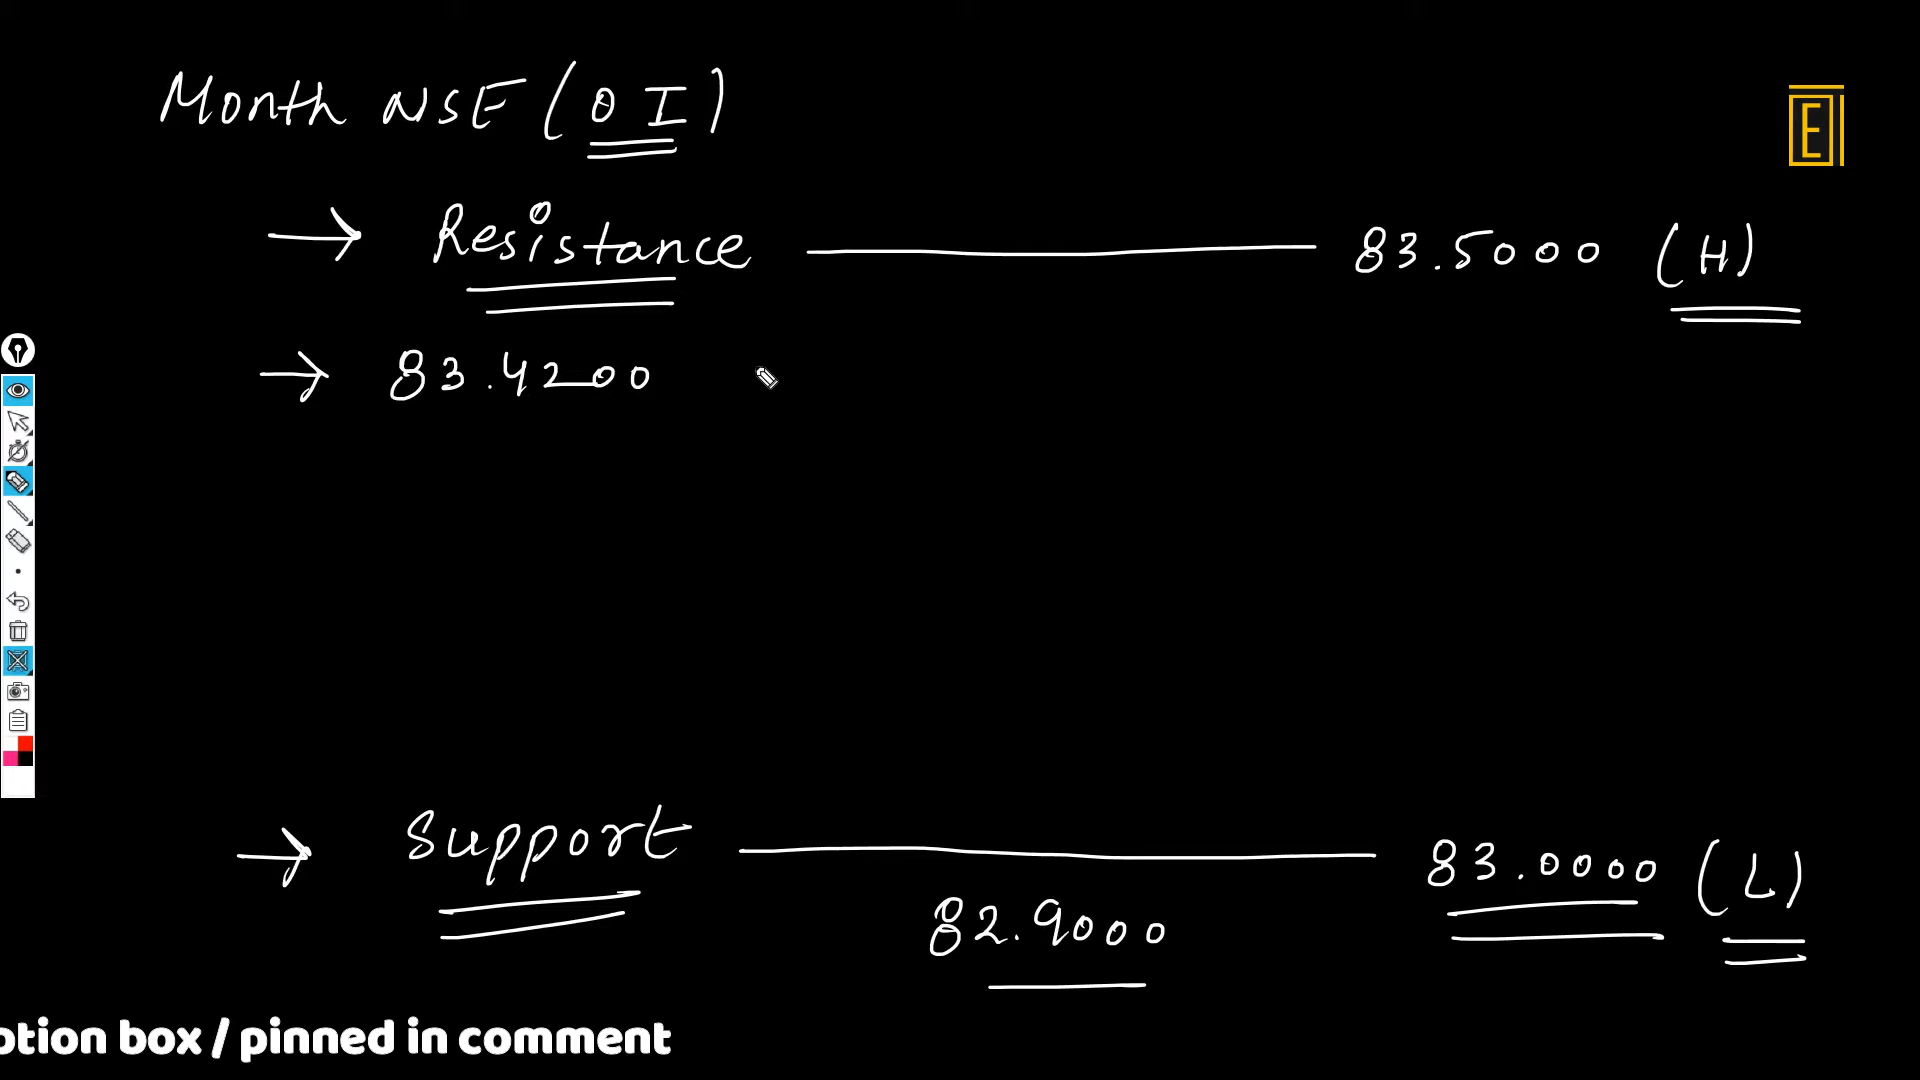 Month NSE (OI)
E
→ Resistance 83.5000 (H)
→ 83.4200
→ Support 83.0000 (L)
82.9000
otion box / pinned in comment